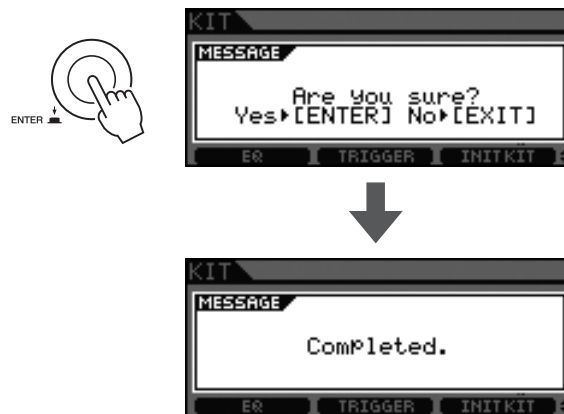 KIT
MESSAGE
Are you sure?
Yes▸[ENTER] No▸[EXIT]
EQ TRIGGER INITKIT
ENTER
KIT
MESSAGE
Completed.
EQ TRIGGER INITKIT